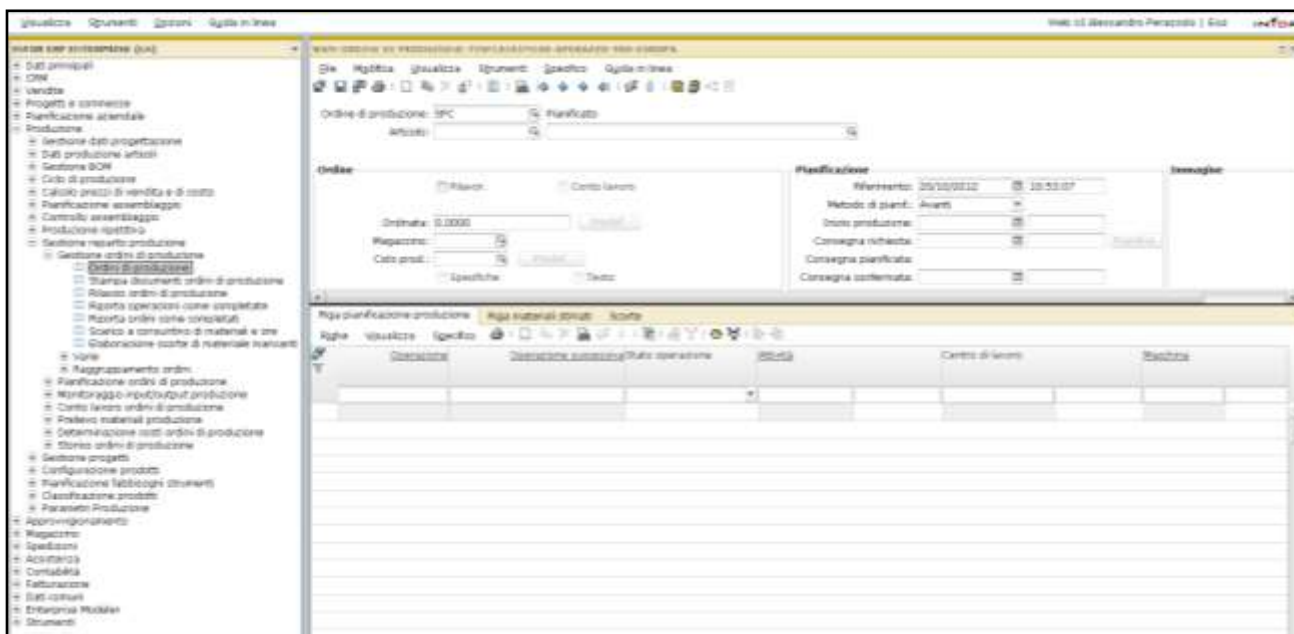 Visualizza Strumenti Opzioni Guida in linea
Web UI Alessandro Perazzolo |
Dati principali
CRM
Vendite
Progetti e commesse
Pianificazione aziendale
Produzione
Gestione dati progettazione
Dati produzione articoli
Gestione BOM
Ciclo di produzione
Calcolo prezzi di vendita e di costo
Pianificazione assemblaggio
Controllo assemblaggio
Produzione ripetitiva
Gestione reparto produzione
Gestione ordini di produzione
Ordini di produzione
Stampa documenti ordini di produzione
Rilascio ordini di produzione
Riporta operazioni come completate
Riporta ordini come completati
Scarico a consuntivo di materiali e ore
Elaborazione scorte di materiale mancanti
Varie
Raggruppamento ordini
Pianificazione ordini di produzione
Monitoraggio input/output produzione
Conto lavoro ordini di produzione
Prelievo materiali produzione
Determinazione costi ordini di produzione
Storico ordini di produzione
Gestione progetti
Configurazione prodotti
Pianificazione fabbisogni strumenti
Classificazione prodotti
Parametri Produzione
Approvvigionamento
Magazzino
Spedizioni
Assistenza
Contabilità
Fatturazione
Dati comuni
Enterprise Modeler
Strumenti
File Modifica Visualizza Strumenti Specifico Guida in linea
Ordine di produzione: SFC Pianificato
Articolo:
Ordine
Conto lavoro
Ordinata: 0.0000
Magazzino:
Ciclo prod.:
Specifiche Testo
Pianificazione
Riferimento: 10:53:07
Metodo di pianif.: Avanti
Inizio produzione:
Consegna richiesta:
Consegna pianificata:
Consegna confermata:
Immagine
Riga pianificazione produzione Riga materiali stimati Scorte
Righe Visualizza Specifico
Operazione Operazione successiva Stato operazione Attività Centro di lavoro Macchina